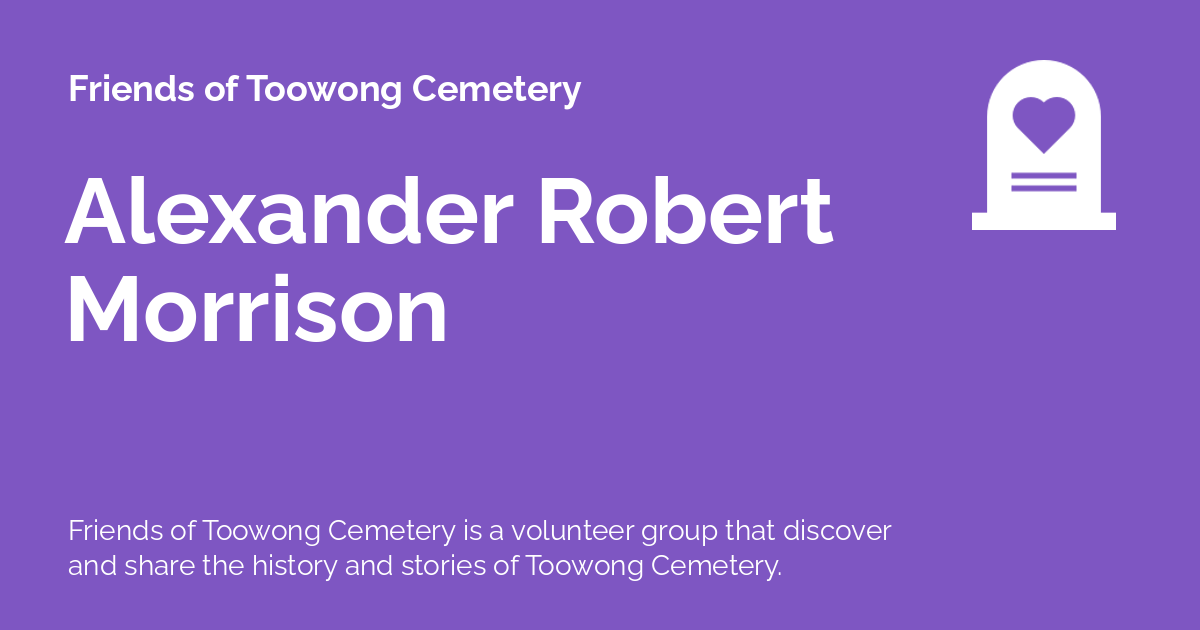 Friends of Toowong Cemetery
Alexander Robert
Morrison
Friends of Toowong Cemetery is a volunteer group that discover
and share the history and stories of Toowong Cemetery.